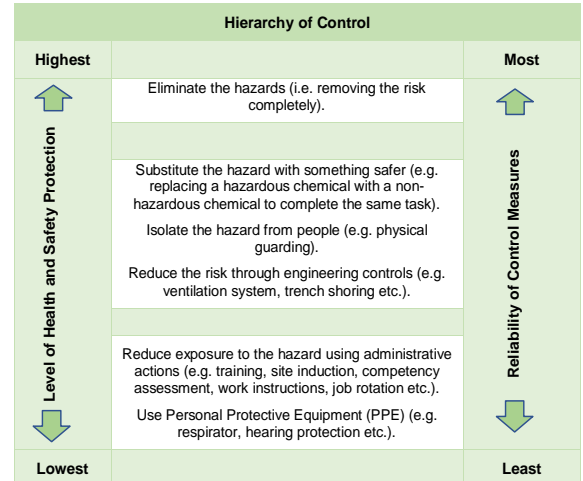 Hierarchy of Control
Highest
Most
Eliminate the hazards (i.e. removing the risk
completely).
Level of Health and Safety Protection
Substitute the hazard with something safer (e.g.
replacing a hazardous chemical with a non-
hazardous chemical to complete the same task).
Isolate the hazard from people (e.g. physical
guarding).
Reduce the risk through engineering controls (e.g.
ventilation system, trench shoring etc.).
Reliability of Control Measures
Reduce exposure to the hazard using administrative
actions (e.g. training, site induction, competency
assessment, work instructions, job rotation etc.).
Use Personal Protective Equipment (PPE) (e.g.
respirator, hearing protection etc.).
Lowest
Least